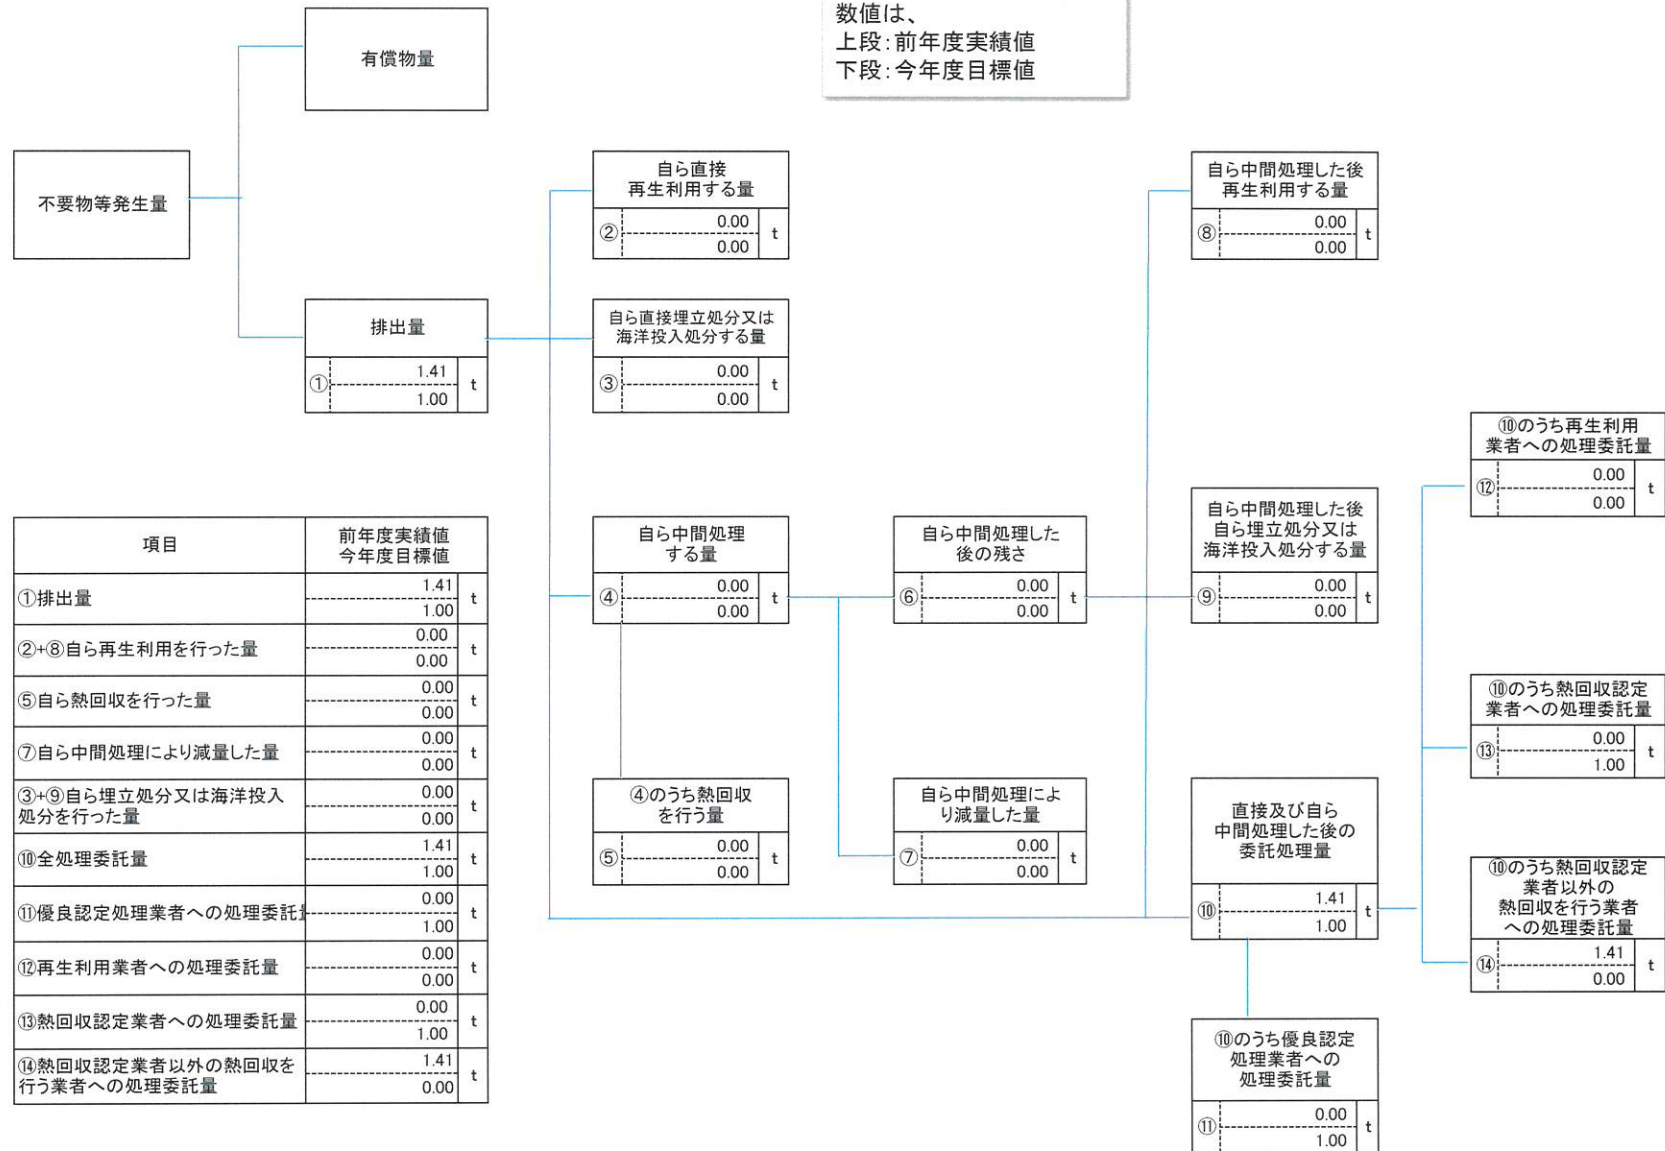 数値は、
上段:前年度実績値
下段:今年度目標値
有償物量
不要物等発生量
排出量
①
1.41
1.00
t
自ら直接
再生利用する量
②
0.00
0.00
t
自ら直接埋立処分又は
海洋投入処分する量
③
0.00
0.00
t
自ら中間処理
する量
④
0.00
0.00
t
④のうち熱回収
を行う量
⑤
0.00
0.00
t
自ら中間処理した
後の残さ
⑥
0.00
0.00
t
自ら中間処理によ
り減量した量
⑦
0.00
0.00
t
自ら中間処理した後
再生利用する量
⑧
0.00
0.00
t
自ら中間処理した後
自ら埋立処分又は
海洋投入処分する量
⑨
0.00
0.00
t
直接及び自ら
中間処理した後の
委託処理量
⑩
1.41
1.00
t
⑩のうち優良認定
処理業者への
処理委託量
⑪
0.00
1.00
t
⑩のうち再生利用
業者への処理委託量
⑫
0.00
0.00
t
⑩のうち熱回収認定
業者への処理委託量
⑬
0.00
1.00
t
⑩のうち熱回収認定
業者以外の
熱回収を行う業者
への処理委託量
⑭
1.41
0.00
t
項目
前年度実績値
今年度目標値
①排出量
1.41
1.00
t
②+⑧自ら再生利用を行った量
0.00
0.00
t
⑤自ら熱回収を行った量
0.00
0.00
t
⑦自ら中間処理により減量した量
0.00
0.00
t
③+⑨自ら埋立処分又は海洋投入
処分を行った量
0.00
0.00
t
⑩全処理委託量
1.41
1.00
t
⑪優良認定処理業者への処理委託
0.00
1.00
t
⑫再生利用業者への処理委託量
0.00
0.00
t
⑬熱回収認定業者への処理委託量
0.00
1.00
t
⑭熱回収認定業者以外の熱回収を
行う業者への処理委託量
1.41
0.00
t